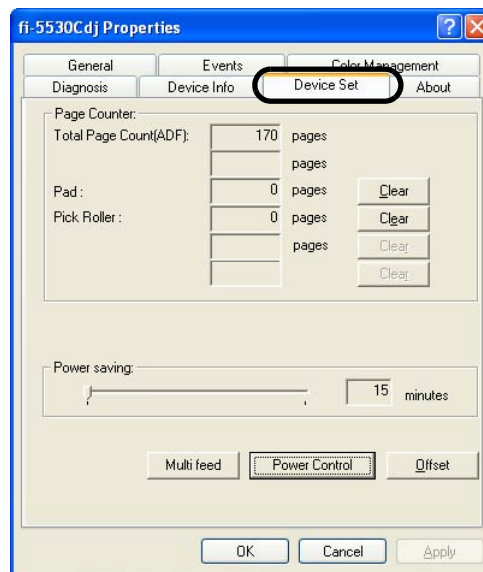 fi-5530Cdj Properties
General Events Color Management
Diagnosis Device Info Device Set About
Page Counter:
Total Page Count(ADF): 170 pages
pages
Pad : 0 pages Clear
Pick Roller : 0 pages Clear
pages Clear
Clear
Power saving:
15 minutes
Multi feed Power Control Offset
OK Cancel Apply